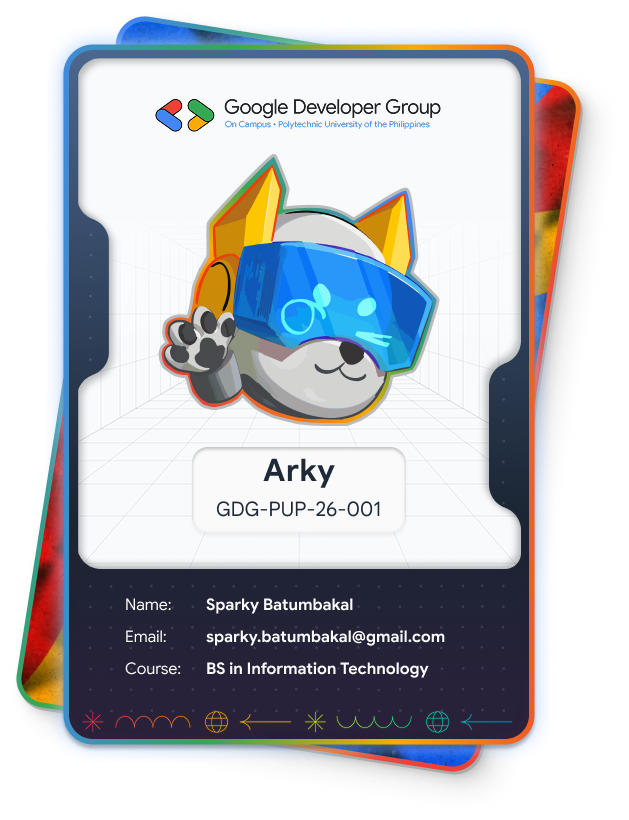 Google Developer Group
On Campus • Polytechnic University of the Philippines
Arky
GDG-PUP-26-001
Name: Sparky Batumbakal
Email: sparky.batumbakal@gmail.com
Course: BS in Information Technology